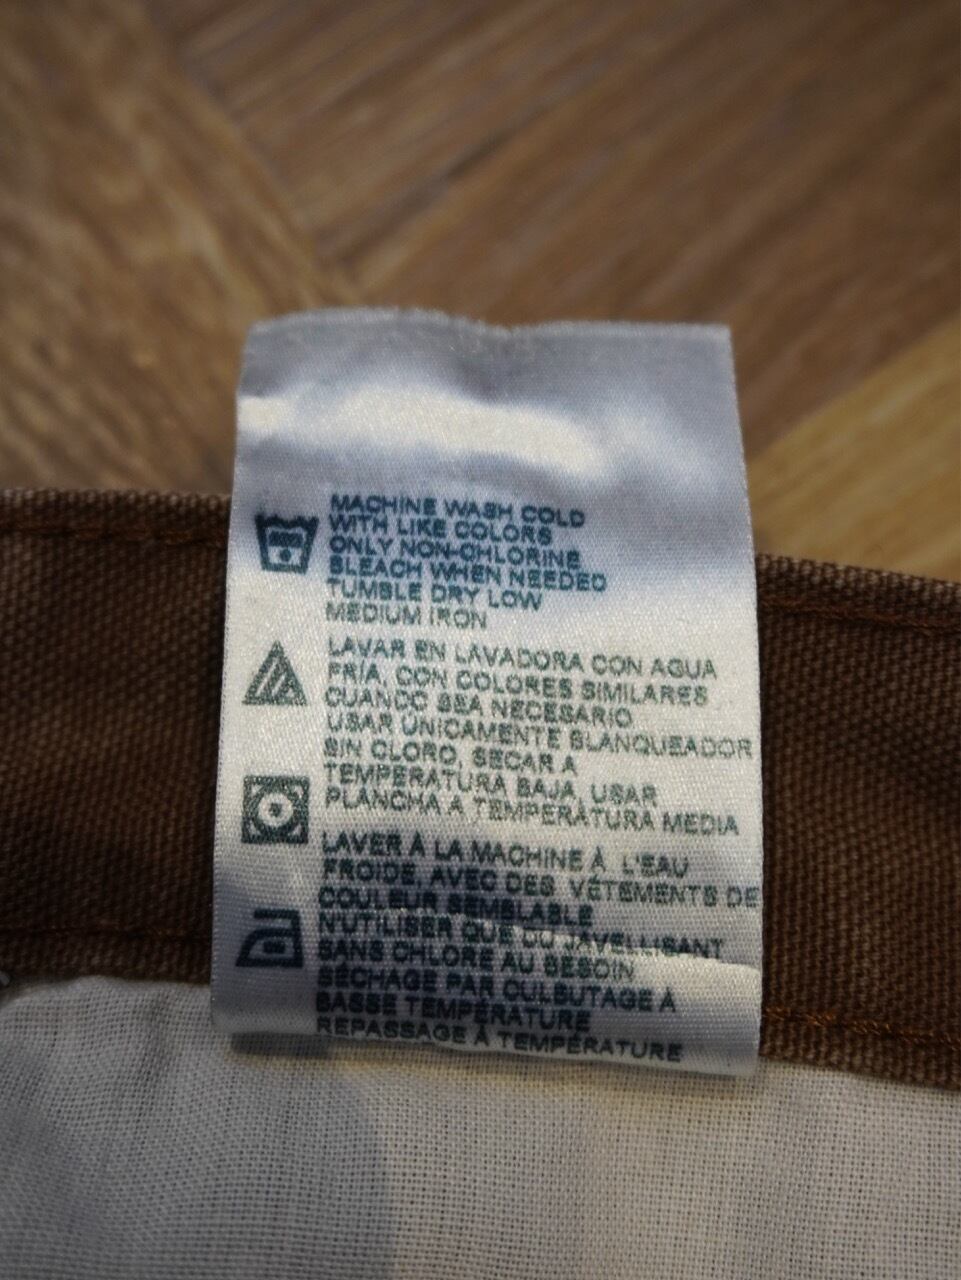 MACHINE WASH COLD
WITH LIKE COLORS
ONLY NON-CHLORINE
BLEACH WHEN NEEDED
TUMBLE DRY LOW
MEDIUM IRON
LAVAR EN LAVADORA CON AGUA
FRÍA, CON COLORES SIMILARES
CUANDO SEA NECESARIO
USAR ÚNICAMENTE BLANQUEADOR
SIN CLORO, SECAR A
TEMPERATURA BAJA, USAR
PLANCHA A TEMPERATURA MEDIA
LAVER À LA MACHINE À L'EAU
FROIDE, AVEC DES VÊTEMENTS DE
COULEUR SEMBLABLE
N'UTILISER QUE DU JAVELLISANT
SANS CHLORE AU BESOIN
SÉCHAGE PAR CULBUTAGE À
BASSE TEMPÉRATURE
REPASSAGE À TEMPÉRATURE